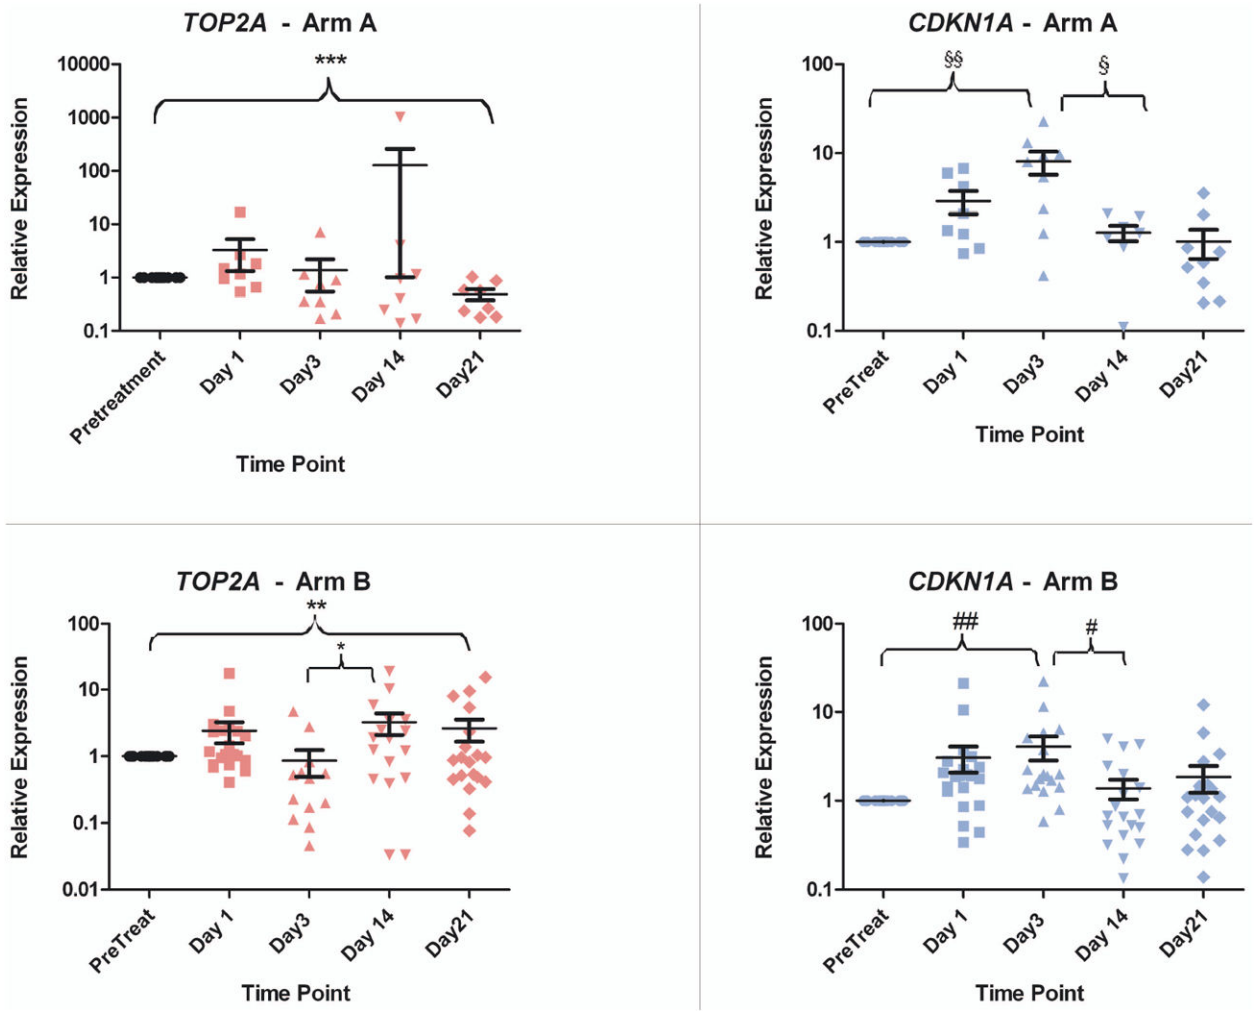 TOP2A - Arm A
***
10000
1000
100
10
1
0.1
Relative Expression
Pretreatment
Day 1
Day3
Day 14
Day21
Time Point
CDKN1A - Arm A
§§
§
100
10
1
0.1
Relative Expression
PreTreat
Day 1
Day3
Day 14
Day21
Time Point
TOP2A - Arm B
**
*
100
10
1
0.1
0.01
Relative Expression
PreTreat
Day 1
Day3
Day 14
Day21
Time Point
CDKN1A - Arm B
##
#
100
10
1
0.1
Relative Expression
PreTreat
Day 1
Day3
Day 14
Day21
Time Point